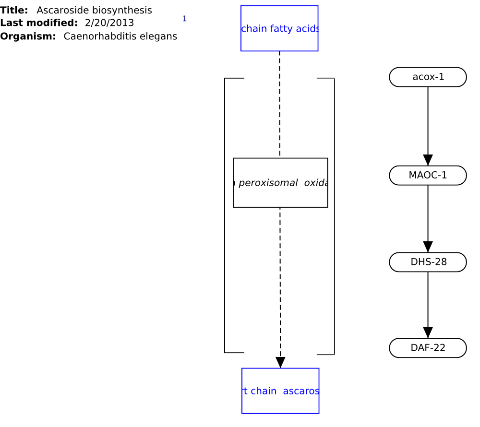 Title: Ascaroside biosynthesis
Last modified: 2/20/2013
Organism: Caenorhabditis elegans
1
chain fatty acids
acox-1
peroxisomal oxida
MAOC-1
DHS-28
DAF-22
rt chain ascaros